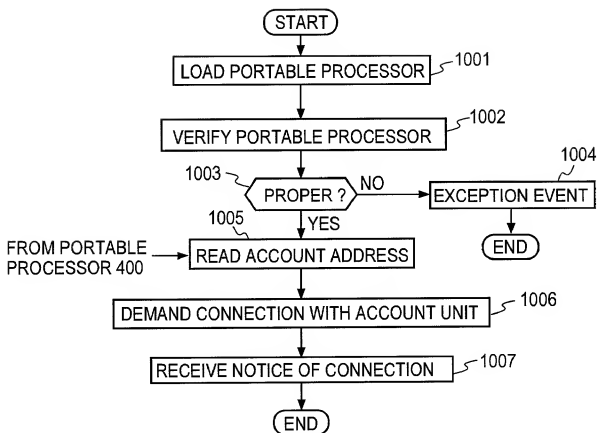 START
LOAD PORTABLE PROCESSOR
1001
VERIFY PORTABLE PROCESSOR
1002
1003
PROPER ?
NO
1004
EXCEPTION EVENT
END
YES
1005
FROM PORTABLE
PROCESSOR 400
READ ACCOUNT ADDRESS
DEMAND CONNECTION WITH ACCOUNT UNIT
1006
RECEIVE NOTICE OF CONNECTION
1007
END